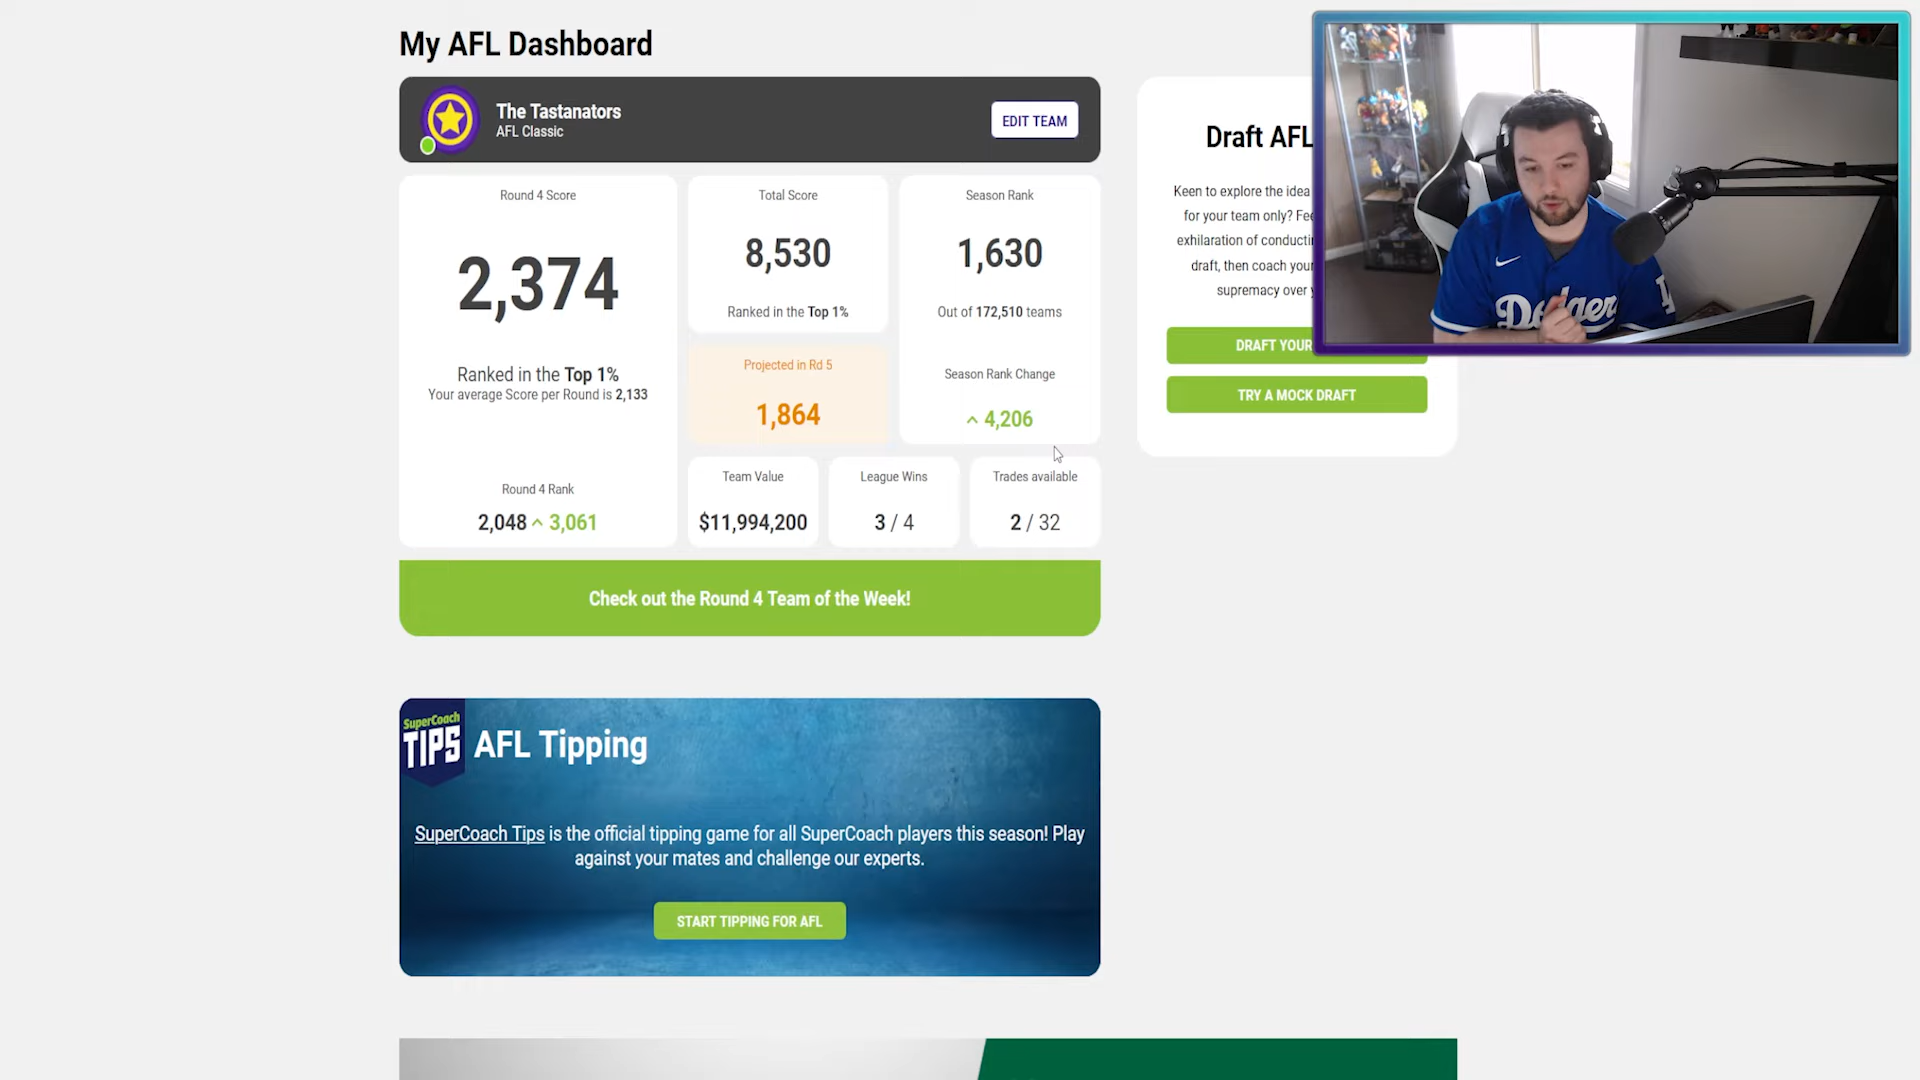 My AFL Dashboard
The Tastanators
AFL Classic
EDIT TEAM
Round 4 Score
2,374
Ranked in the Top 1%
Your average Score per Round is 2,133
Round 4 Rank
2,048 ^ 3,061
Total Score
8,530
Ranked in the Top 1%
Projected in Rd 5
1,864
Season Rank
1,630
Out of 172,510 teams
Season Rank Change
^ 4,206
Team Value
$11,994,200
League Wins
3 / 4
Trades available
2 / 32
Check out the Round 4 Team of the Week!
SuperCoach
TIPS
AFL Tipping
SuperCoach Tips is the official tipping game for all SuperCoach players this season! Play
against your mates and challenge our experts.
START TIPPING FOR AFL
Draft AFL
Keen to explore the idea
for your team only?
draft, then coach your
supremacy over
DRAFT YOUR
TRY A MOCK DRAFT